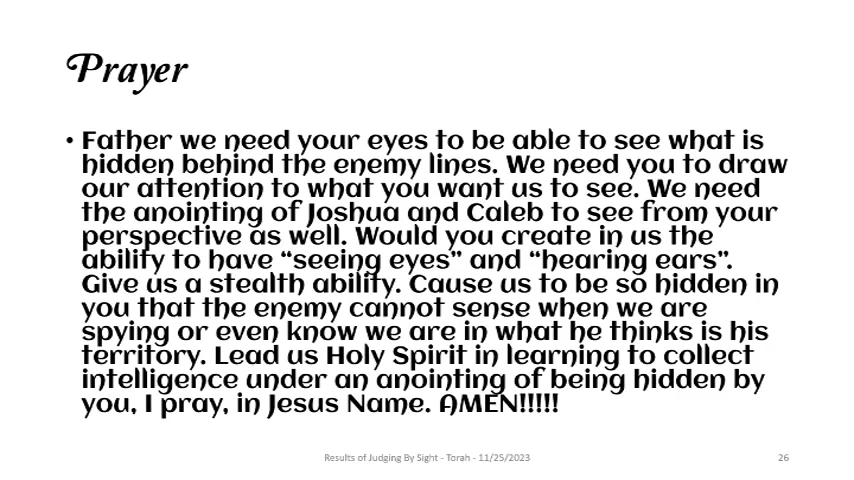 Prayer
• Father we need your eyes to be able to see what is
hidden behind the enemy lines. We need you to draw
our attention to what you want us to see. We need
the anointing of Joshua and Caleb to see from your
perspective as well. Would you create in us the
ability to have “seeing eyes” and “hearing ears”.
Give us a stealth ability. Cause us to be so hidden in
you that the enemy cannot sense when we are
spying or even know we are in what he thinks is his
territory. Lead us Holy Spirit in learning to collect
intelligence under an anointing of being hidden by
you, I pray, in Jesus Name. AMEN!!!!!
Results of Judging By Sight - Torah - 11/25/2023
26